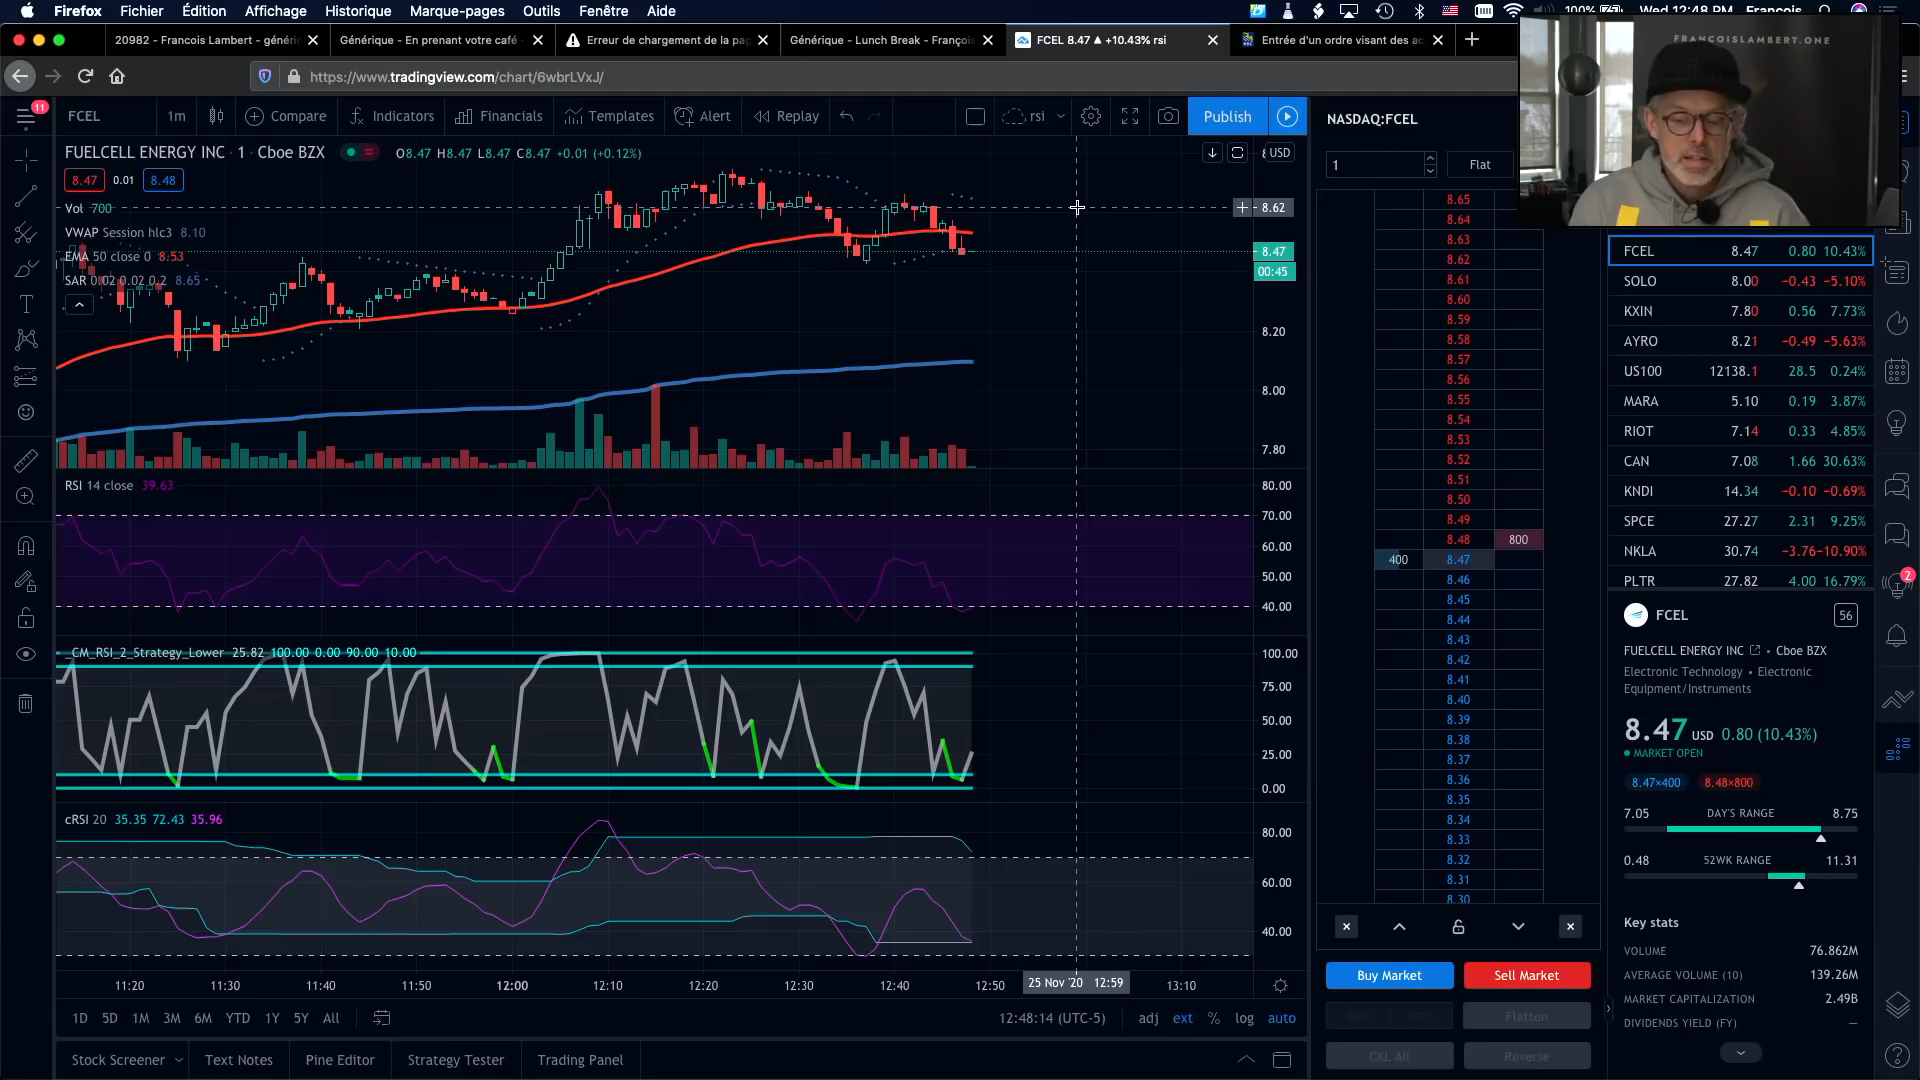 Firefox Fichier Édition Affichage Historique Marque-pages Outils Fenêtre Aide 100% Wed 12:48 PM François
20982 - Francois Lambert - généri Générique - En prenant votre café - Erreur de chargement de la pag Générique - Lunch Break - François FCEL 8.47 ▲ +10.43% rsi Entrée d'un ordre visant des ac
https://www.tradingview.com/chart/6wbrLVxJ/
FRANCOISLAMBERT.ONE
11 FCEL 1m Compare Indicators Financials Templates Alert Replay rsi Publish
NASDAQ:FCEL
1 Flat
FUELCELL ENERGY INC · 1 · Cboe BZX O8.47 H8.47 L8.47 C8.47 +0.01 (+0.12%) USD
8.47 0.01 8.48
Vol 700
VWAP Session hlc3 8.10
EMA 50 close 0 8.53
SAR 0.02 0.02 0.2 8.65
8.62
8.47
00:45
8.20
8.00
7.80
RSI 14 close 39.63
80.00
70.00
60.00
50.00
40.00
_CM_RSI_2_Strategy_Lower 25.82 100.00 0.00 90.00 10.00
100.00
75.00
50.00
25.00
0.00
cRSI 20 35.35 72.43 35.96
80.00
60.00
40.00
11:20 11:30 11:40 11:50 12:00 12:10 12:20 12:30 12:40 12:50 25 Nov '20 12:59 13:10
1D 5D 1M 3M 6M YTD 1Y 5Y All 12:48:14 (UTC-5) adj ext % log auto
Stock Screener Text Notes Pine Editor Strategy Tester Trading Panel
8.65
8.64
8.63
8.62
8.61
8.60
8.59
8.58
8.57
8.56
8.55
8.54
8.53
8.52
8.51
8.50
8.49
8.48 800
400 8.47
8.46
8.45
8.44
8.43
8.42
8.41
8.40
8.39
8.38
8.37
8.36
8.35
8.34
8.33
8.32
8.31
8.30
Buy Market Sell Market
Flatten
CXL All Reverse
FCEL 8.47 0.80 10.43%
SOLO 8.00 −0.43 −5.10%
KXIN 7.80 0.56 7.73%
AYRO 8.21 −0.49 −5.63%
US100 12138.1 28.5 0.24%
MARA 5.10 0.19 3.87%
RIOT 7.14 0.33 4.85%
CAN 7.08 1.66 30.63%
KNDI 14.34 −0.10 −0.69%
SPCE 27.27 2.31 9.25%
NKLA 30.74 −3.76 −10.90%
PLTR 27.82 4.00 16.79%
2
FCEL 56
FUELCELL ENERGY INC • Cboe BZX
Electronic Technology • Electronic
Equipment/Instruments
8.47 USD 0.80 (10.43%)
MARKET OPEN
8.47×400 8.48×800
7.05 DAY'S RANGE 8.75
0.48 52WK RANGE 11.31
Key stats
VOLUME 76.862M
AVERAGE VOLUME (10) 139.26M
MARKET CAPITALIZATION 2.49B
DIVIDENDS YIELD (FY) —